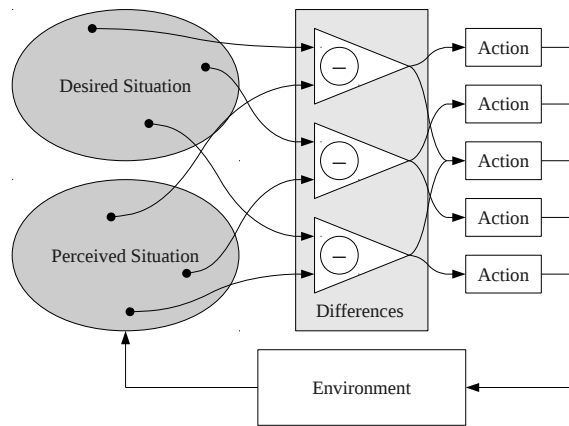 Desired Situation
Perceived Situation
−
−
−
Differences
Action
Action
Action
Action
Action
Environment